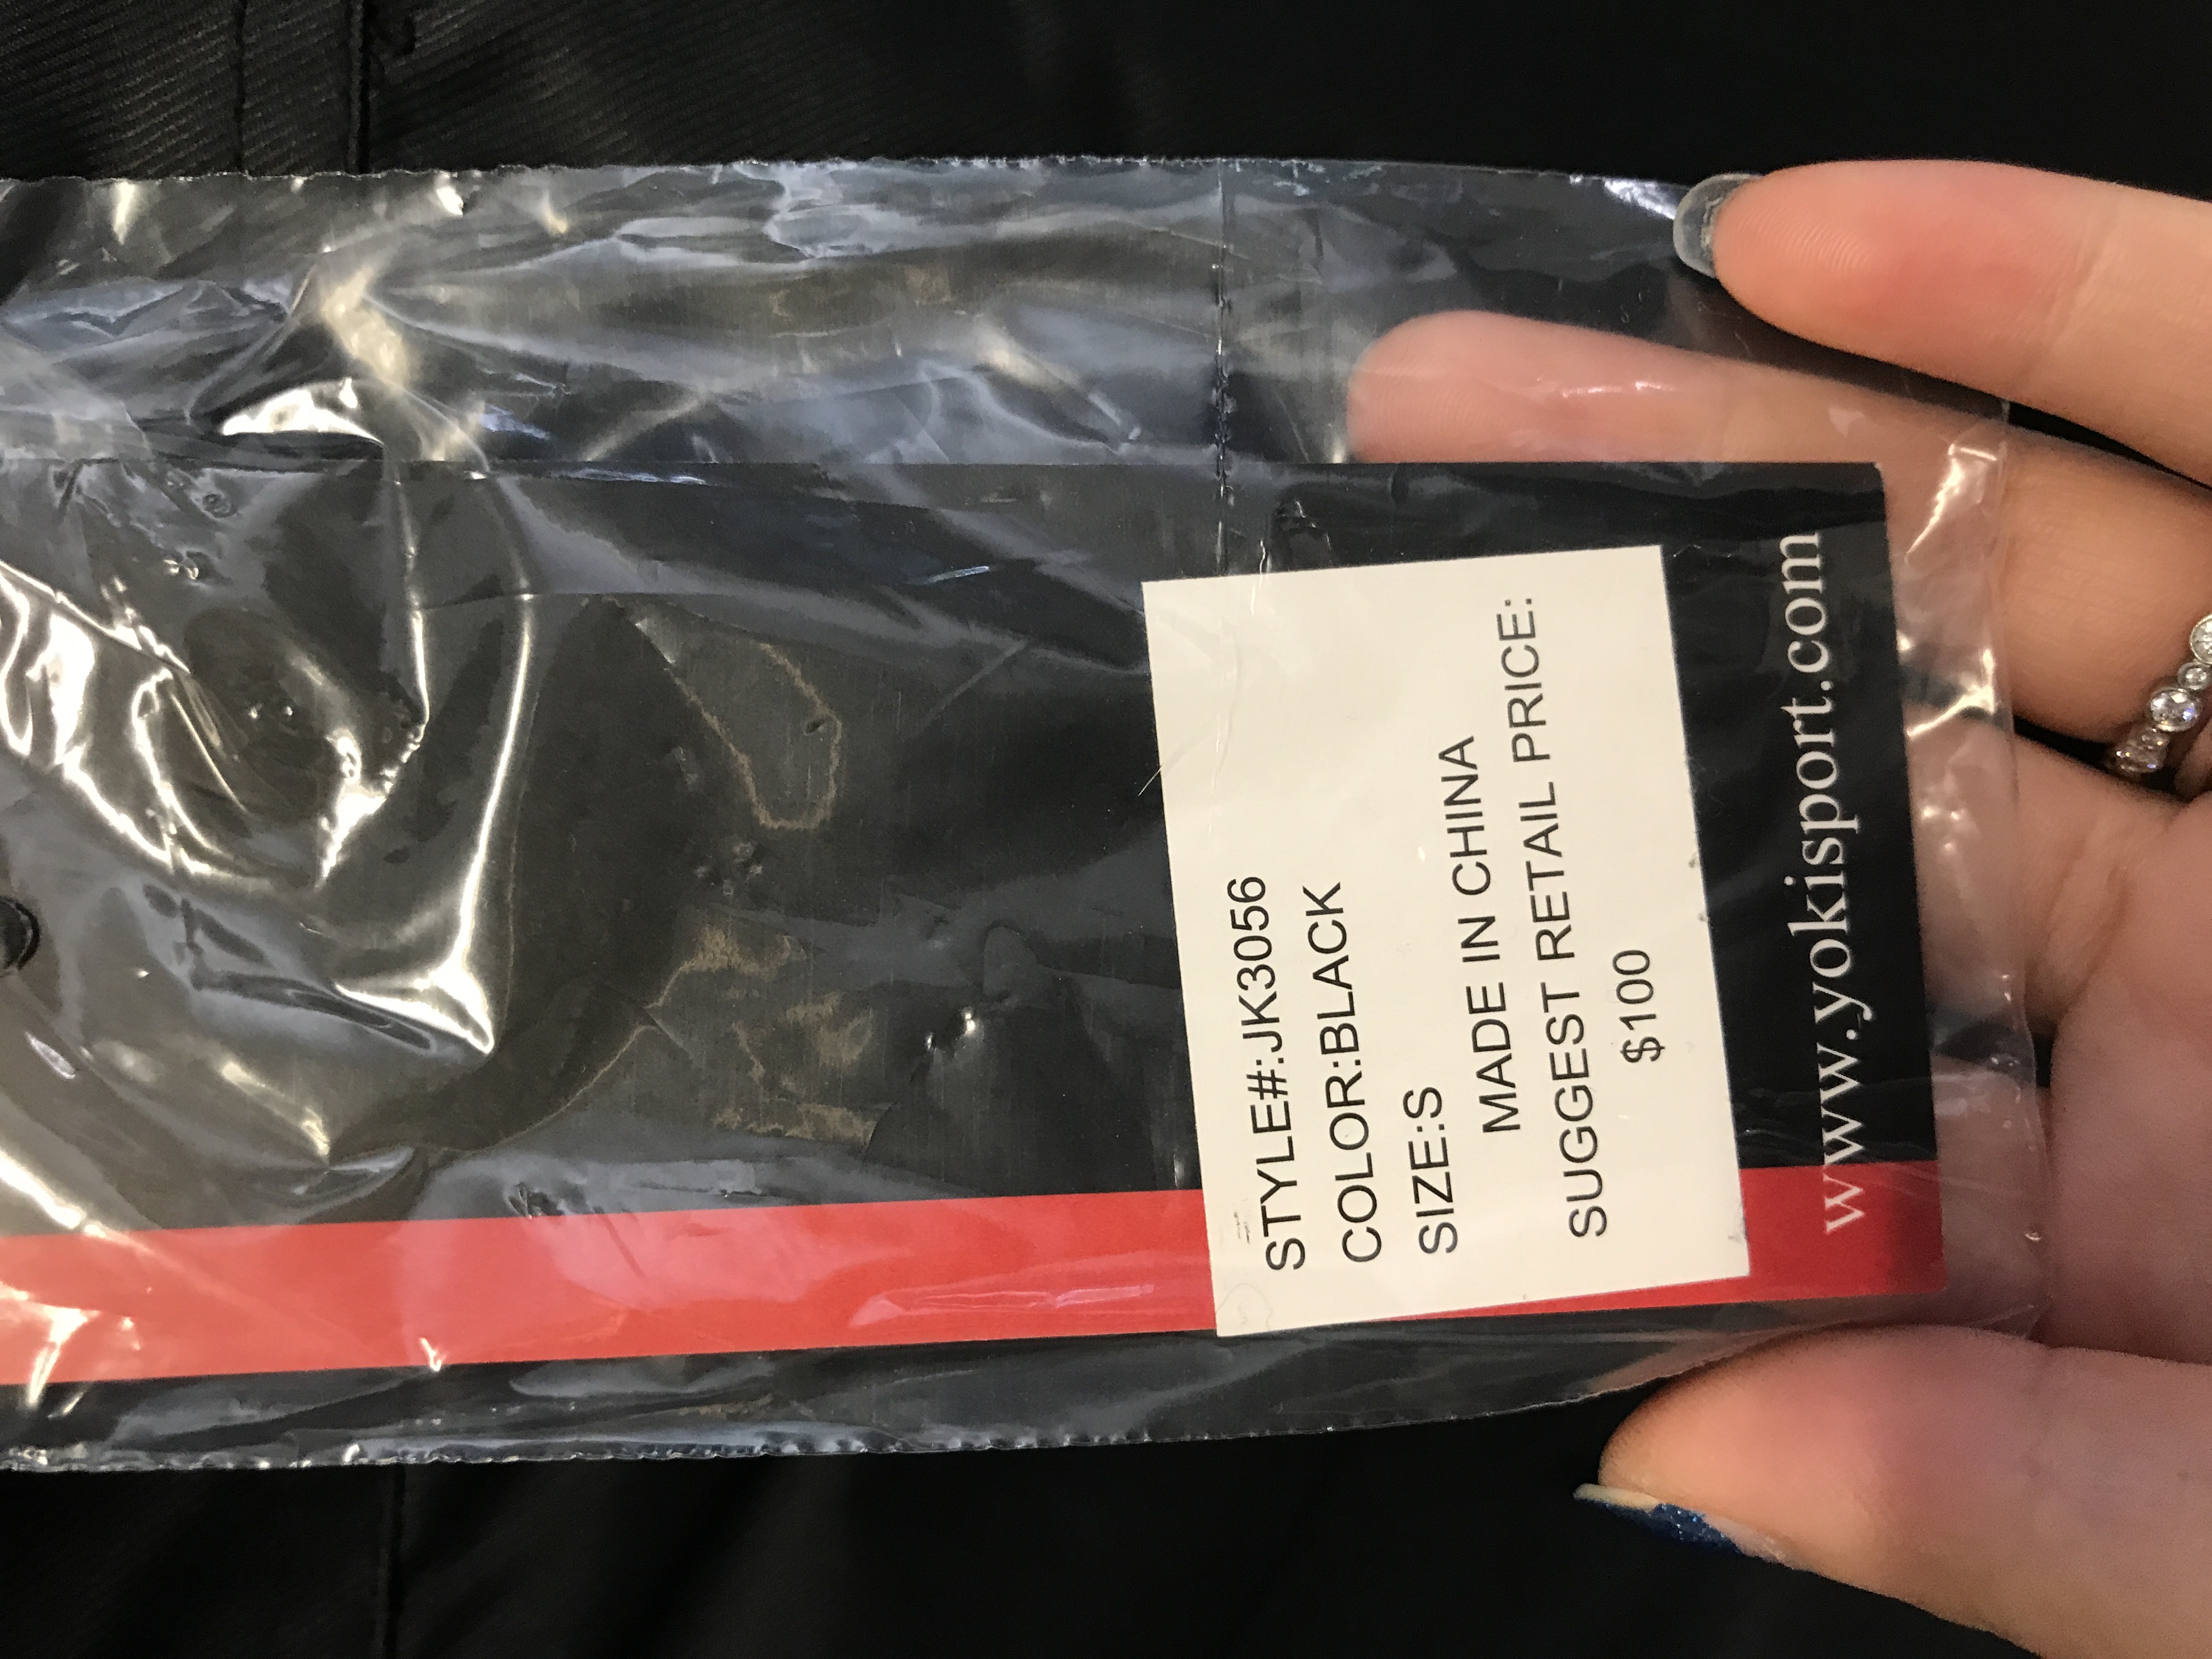 STYLE#:JK3056
COLOR:BLACK
SIZE:S
MADE IN CHINA
SUGGEST RETAIL PRICE:
$100
www.yokisport.com